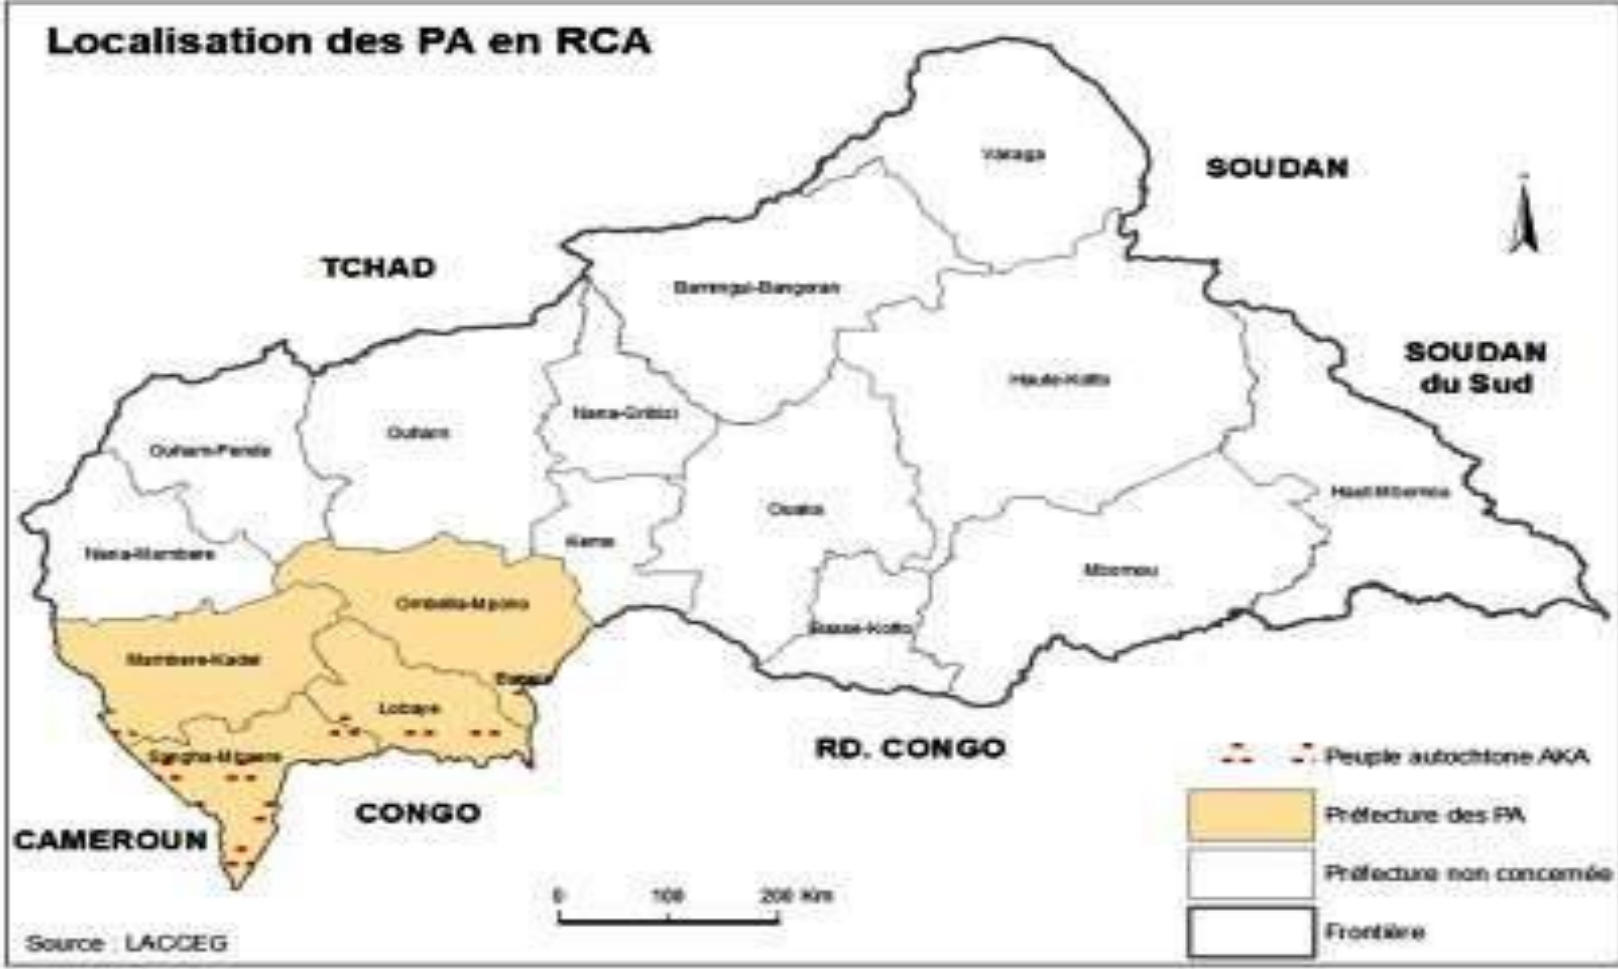 Localisation des PA en RCA
Vakaga
SOUDAN
TCHAD
Bamingui-Bangoran
SOUDAN
du Sud
Haute-Kotto
Nana-Gribizi
Ouham
Ouham-Pende
Haut Mbomou
Ouaka
Kemo
Nana-Mambere
Mbomou
Ombella-Mpoko
Basse-Kotto
Mambere-Kadei
Bangui
Lobaye
RD. CONGO
Sangha-Mbaere
Peuple autochtone AKA
CONGO
Préfecture des PA
CAMEROUN
Préfecture non concernée
0 100 200 Km
Frontière
Source : LACCEG